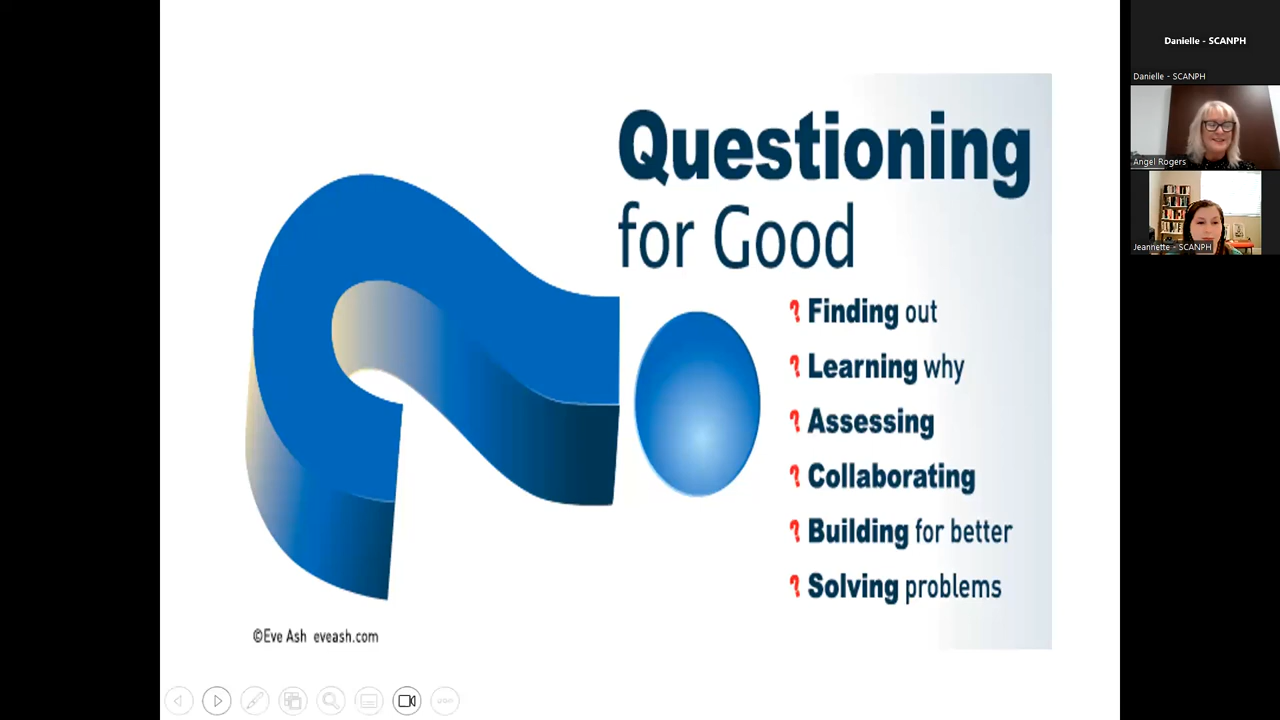 Questioning
for Good
Finding out
Learning why
Assessing
Collaborating
Building for better
Solving problems
©Eve Ash eveash.com
Danielle - SCANPH
Danielle - SCANPH
Angel Rogers
Jeannette - SCANPH